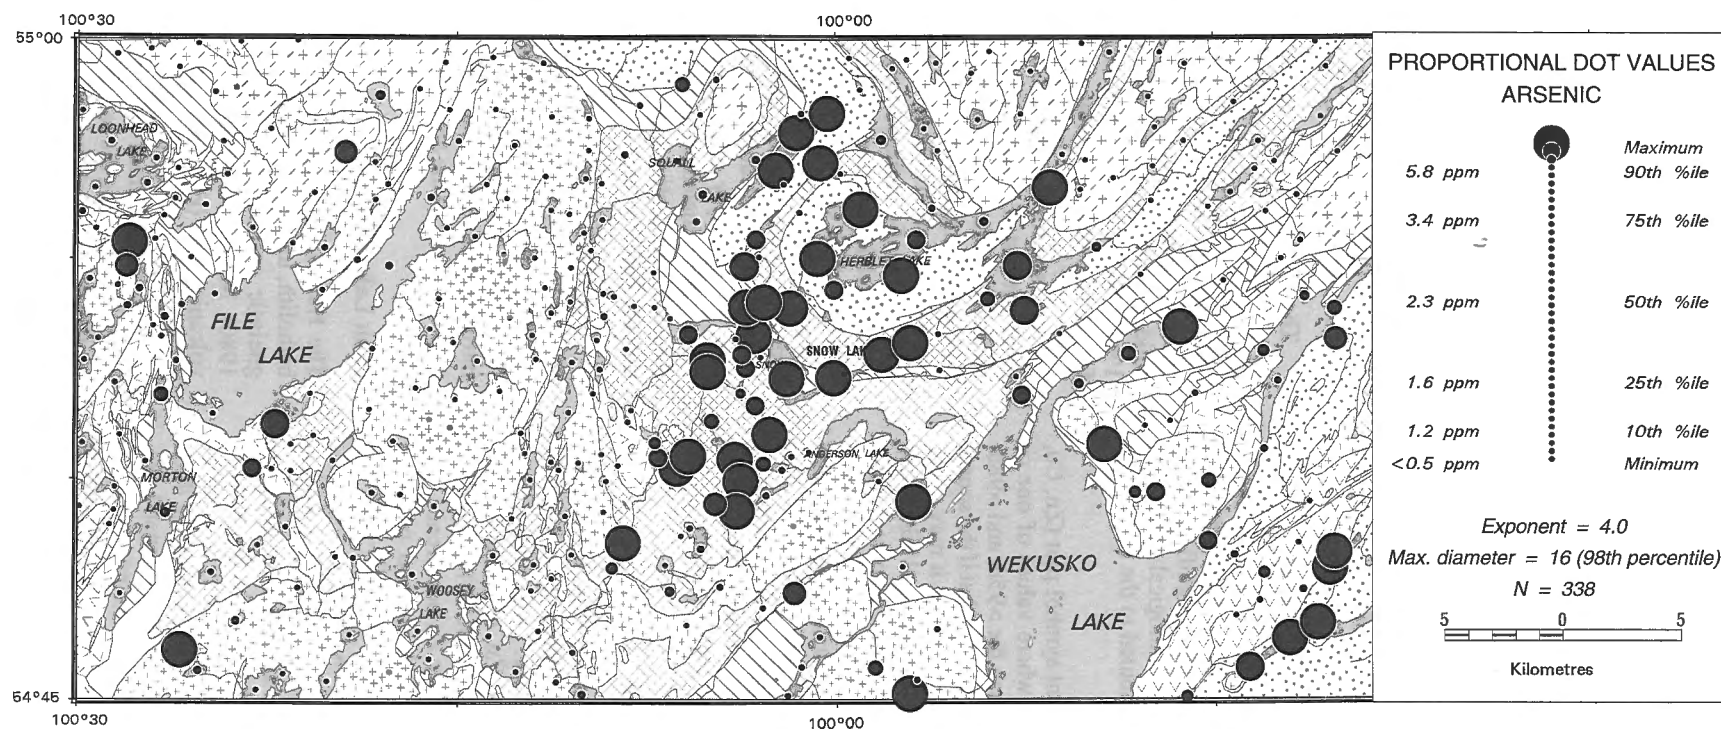 100°30
100°00
55°00
LOONHEAD
LAKE
SQUALL
LAKE
HERBLET LAKE
FILE
LAKE
SNOW LAKE
MORTON
LAKE
ANDERSON LAKE
WOOSEY
LAKE
WEKUSKO
LAKE
54°45
100°30
100°00
PROPORTIONAL DOT VALUES
ARSENIC
Maximum
5.8 ppm 90th %ile
3.4 ppm 75th %ile
2.3 ppm 50th %ile
1.6 ppm 25th %ile
1.2 ppm 10th %ile
<0.5 ppm Minimum
Exponent = 4.0
Max. diameter = 16 (98th percentile)
N = 338
5 0 5
Kilometres